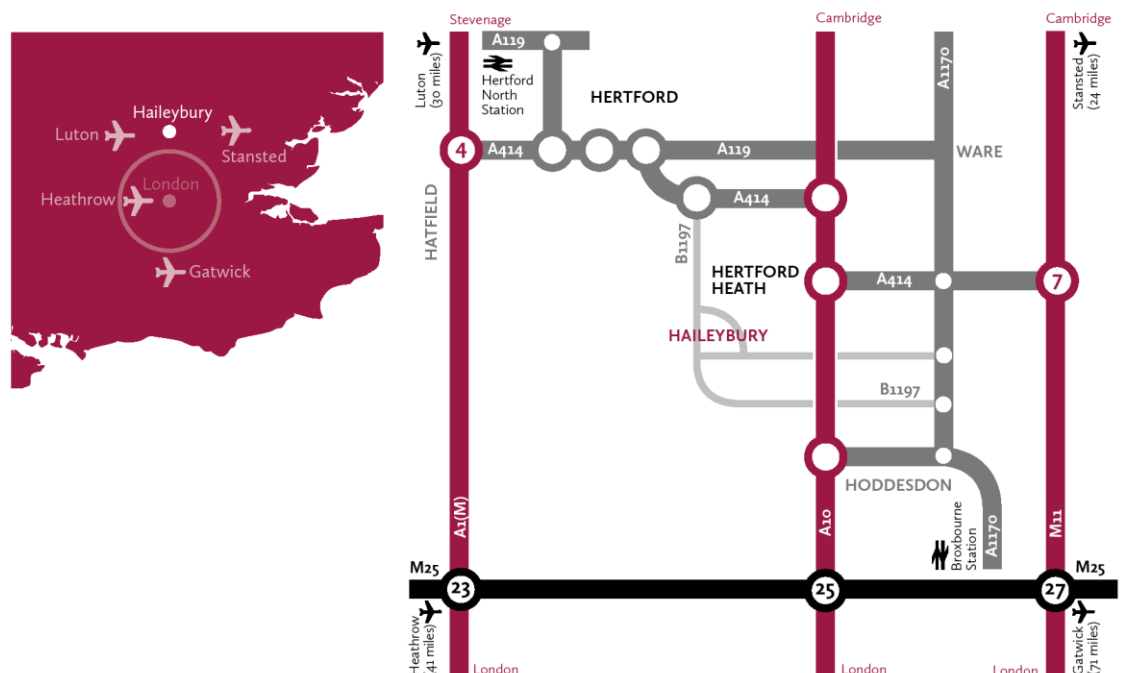 Haileybury
Luton
Stansted
London
Heathrow
Gatwick
Stevenage
Cambridge
Cambridge
Luton
(30 miles)
A119
Hertford
North
Station
HERTFORD
A1170
Stansted
(24 miles)
4
A414
A119
WARE
HATFIELD
A414
B1197
HERTFORD
HEATH
A414
7
HAILEYBURY
B1197
HODDESDON
A1(M)
A10
Broxbourne
Station
A1170
M11
M25
23
25
27
M25
Heathrow
(41 miles)
Gatwick
(71 miles)
London
London
London